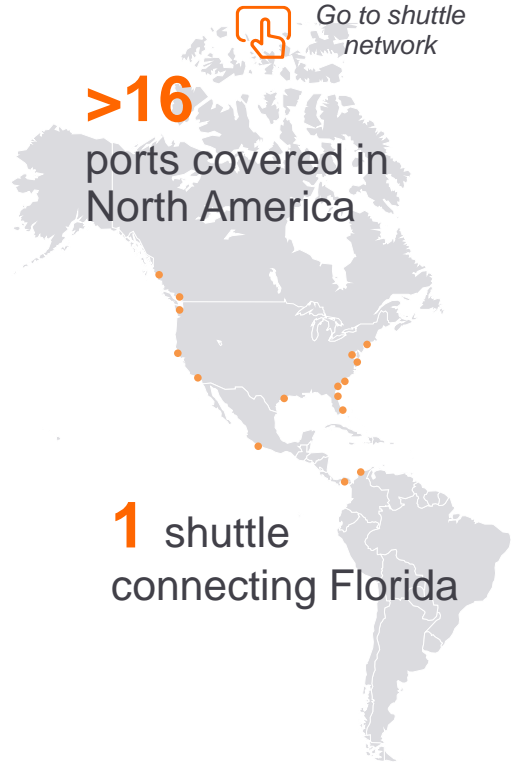 Go to shuttle
network
>16
ports covered in
North America
1 shuttle
connecting Florida